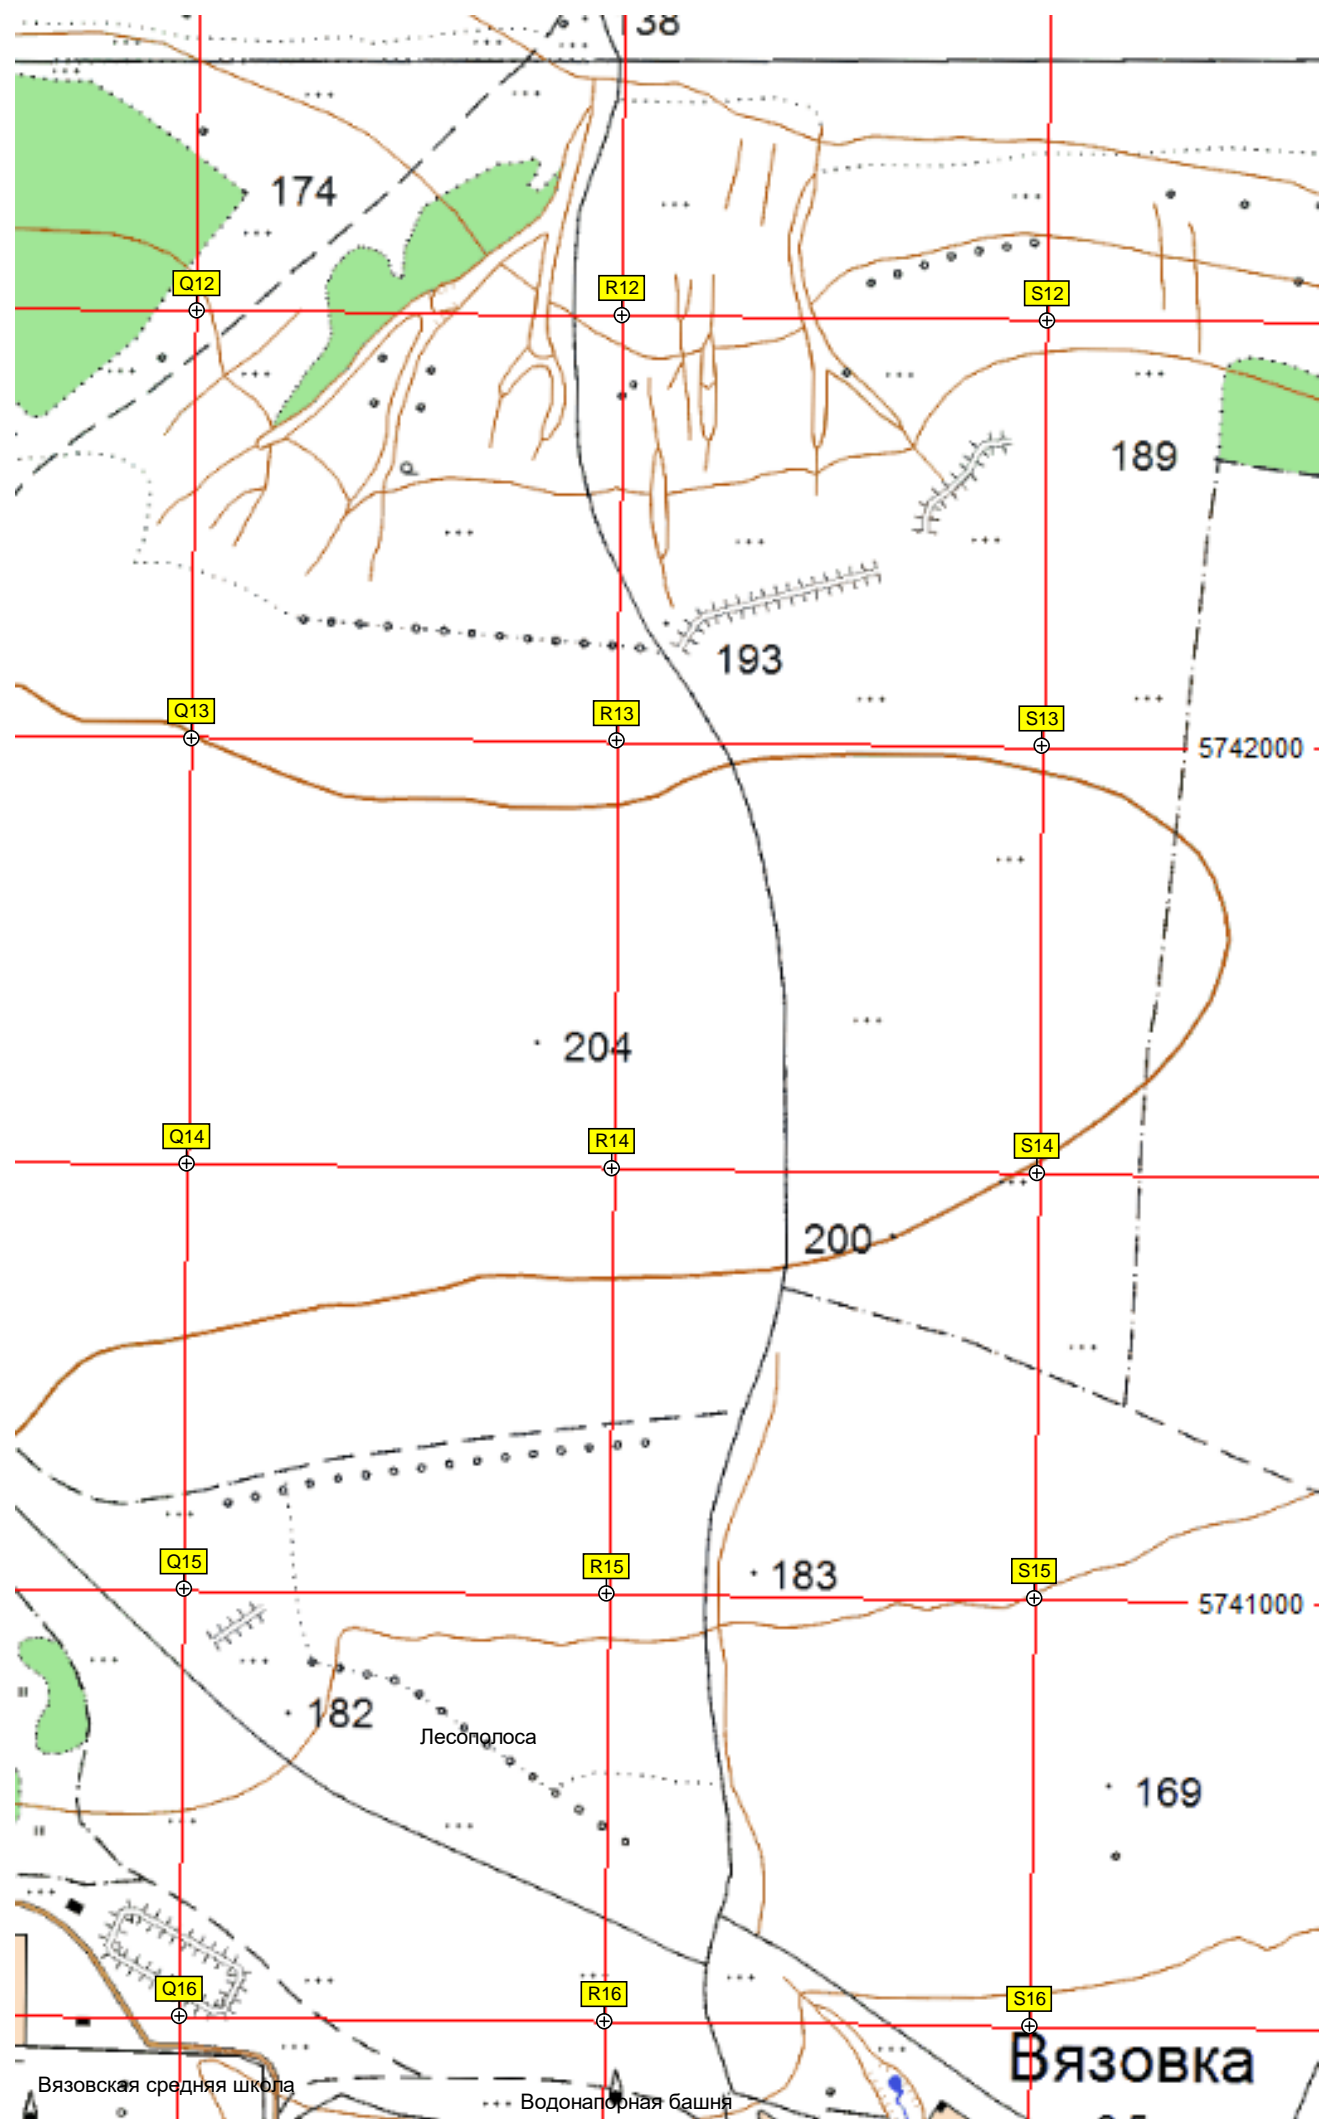 138
174
Q12
R12
S12
189
193
Q13
R13
S13
5742000
204
Q14
R14
S14
200
Q15
R15
183
S15
5741000
182
Лесополоса
169
Q16
R16
S16
Вязовка
Вязовская средняя школа
Водонапорная башня